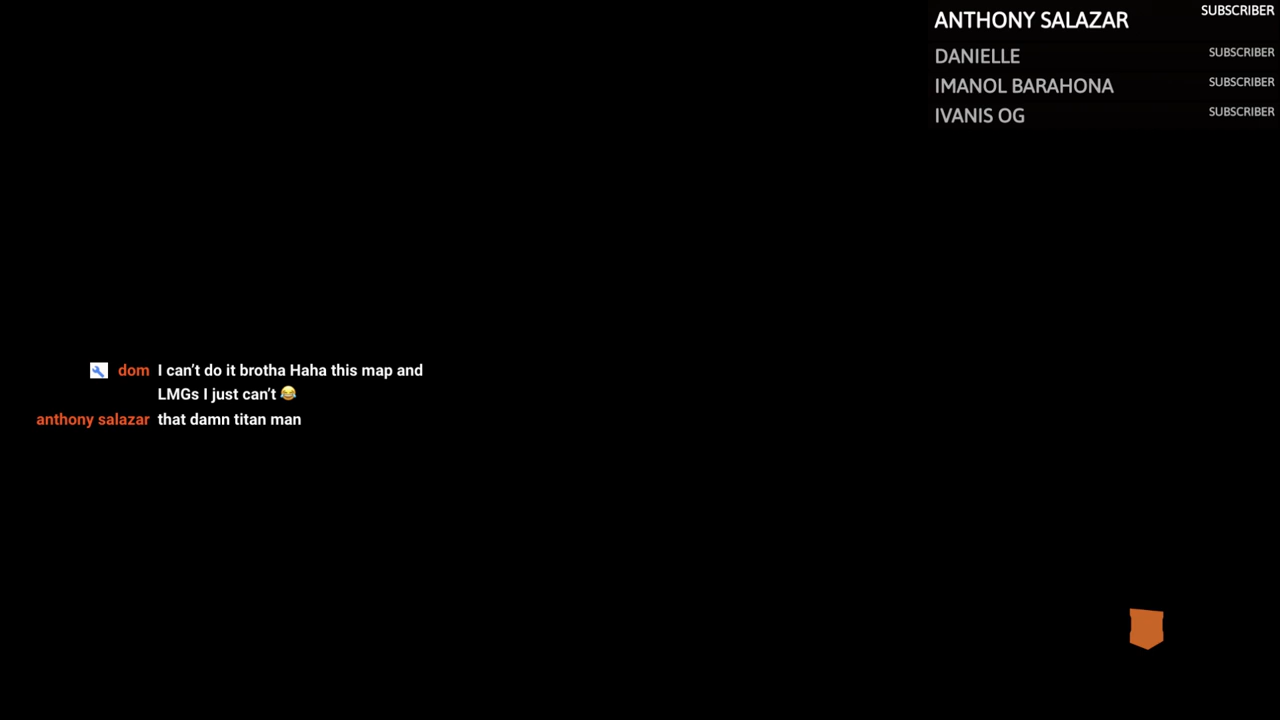 ANTHONY SALAZAR SUBSCRIBER
DANIELLE SUBSCRIBER
IMANOL BARAHONA SUBSCRIBER
IVANIS OG SUBSCRIBER
dom I can’t do it brotha Haha this map and
LMGs I just can’t 😂
anthony salazar that damn titan man